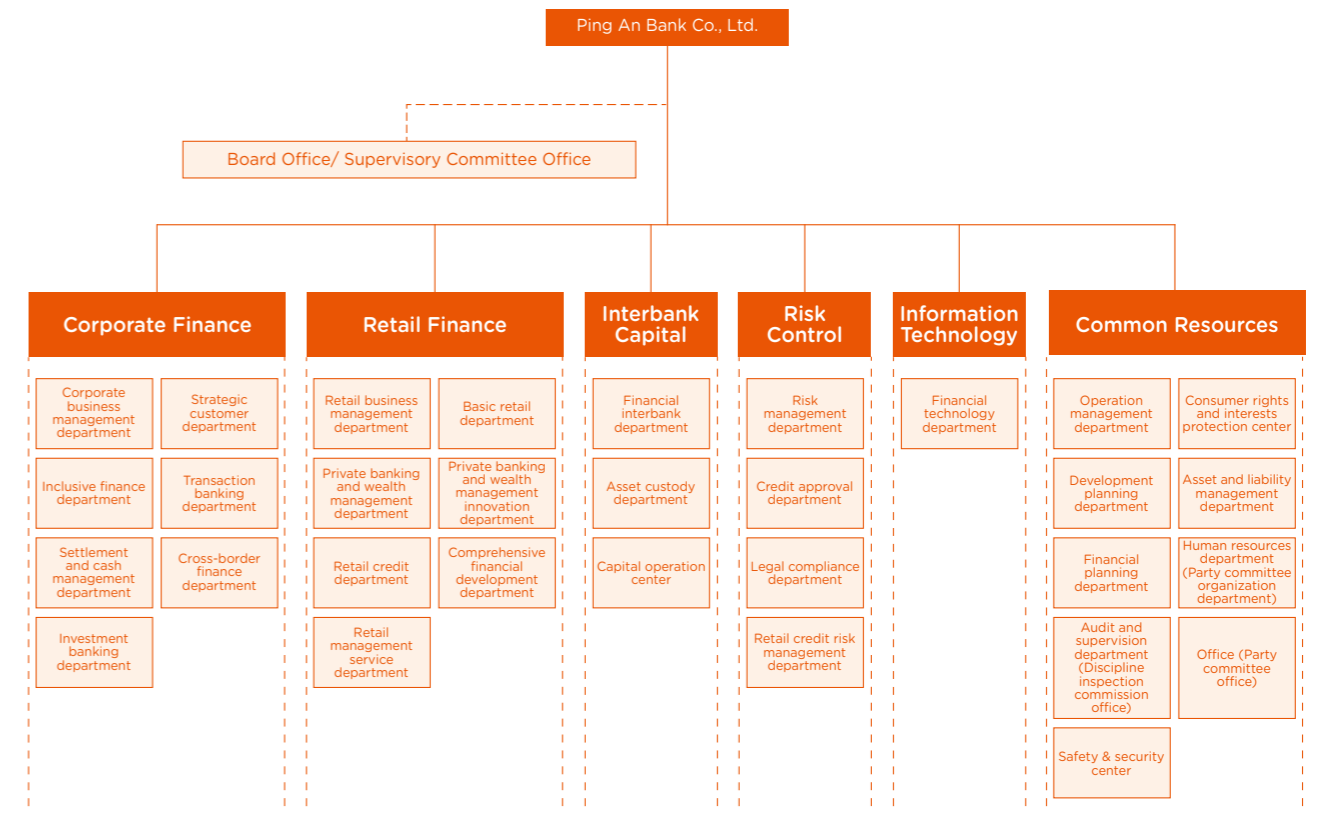 Ping An Bank Co., Ltd.
Board Office/ Supervisory Committee Office
Corporate Finance
Corporate
business
management
department
Strategic
customer
department
Inclusive finance
department
Transaction
banking
department
Settlement
and cash
management
department
Cross-border
finance
department
Investment
banking
department
Retail Finance
Retail business
management
department
Basic retail
department
Private banking
and wealth
management
department
Private banking
and wealth
management
innovation
department
Retail credit
department
Comprehensive
financial
development
department
Retail
management
service
department
Interbank
Capital
Financial
interbank
department
Asset custody
department
Capital operation
center
Risk
Control
Risk
management
department
Credit approval
department
Legal compliance
department
Retail credit risk
management
department
Information
Technology
Financial
technology
department
Common Resources
Operation
management
department
Consumer rights
and interests
protection center
Development
planning
department
Asset and liability
management
department
Financial
planning
department
Human resources
department
(Party committee
organization
department)
Audit and
supervision
department
(Discipline
inspection
commission
office)
Office (Party
committee
office)
Safety & security
center